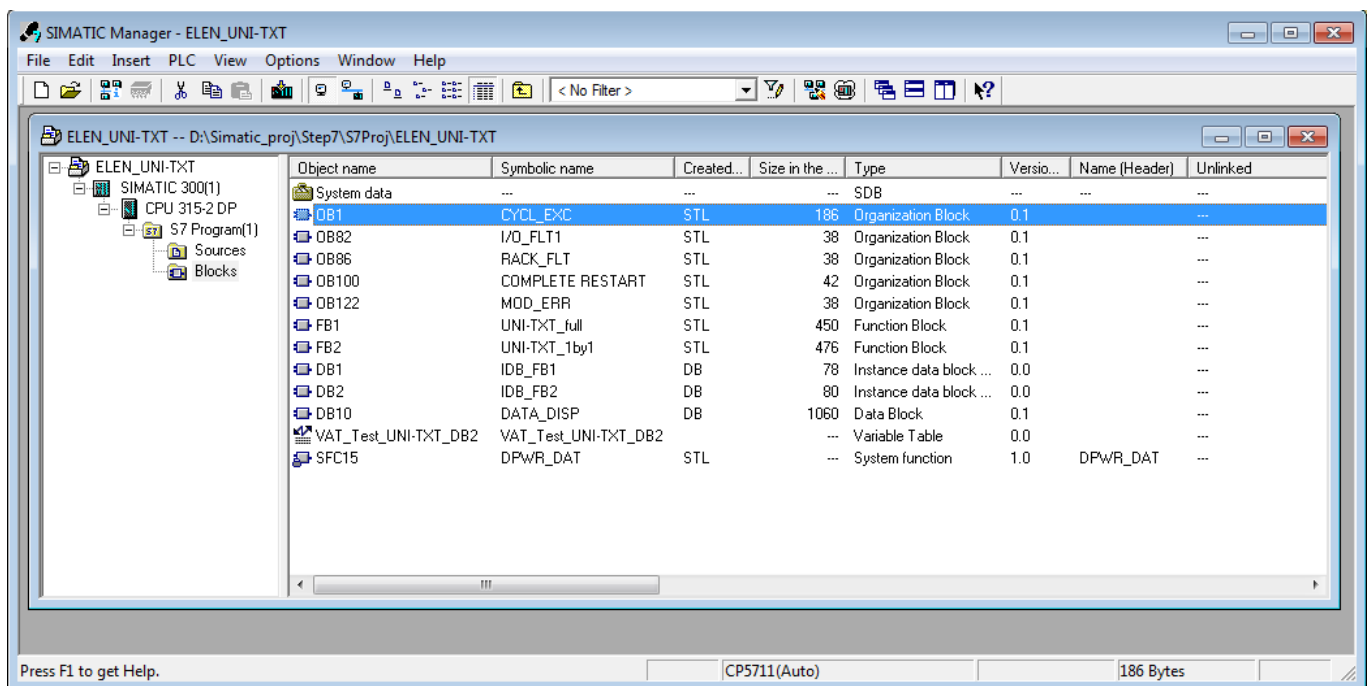 SIMATIC Manager - ELEN_UNI-TXT
File Edit Insert PLC View Options Window Help
< No Filter >
ELEN_UNI-TXT -- D:\Simatic_proj\Step7\S7Proj\ELEN_UNI-TXT
ELEN_UNI-TXT
SIMATIC 300(1)
CPU 315-2 DP
S7 Program(1)
Sources
Blocks
Object name Symbolic name Created... Size in the ... Type Versio... Name (Header) Unlinked
System data --- --- --- SDB --- --- ---
OB1 CYCL_EXC STL 186 Organization Block 0.1 ---
OB82 I/O_FLT1 STL 38 Organization Block 0.1 ---
OB86 RACK_FLT STL 38 Organization Block 0.1 ---
OB100 COMPLETE RESTART STL 42 Organization Block 0.1 ---
OB122 MOD_ERR STL 38 Organization Block 0.1 ---
FB1 UNI-TXT_full STL 450 Function Block 0.1 ---
FB2 UNI-TXT_1by1 STL 476 Function Block 0.1 ---
DB1 IDB_FB1 DB 78 Instance data block ... 0.0 ---
DB2 IDB_FB2 DB 80 Instance data block ... 0.0 ---
DB10 DATA_DISP DB 1060 Data Block 0.1 ---
VAT_Test_UNI-TXT_DB2 VAT_Test_UNI-TXT_DB2 --- Variable Table 0.0 ---
SFC15 DPWR_DAT STL --- System function 1.0 DPWR_DAT ---
Press F1 to get Help. CP5711(Auto) 186 Bytes